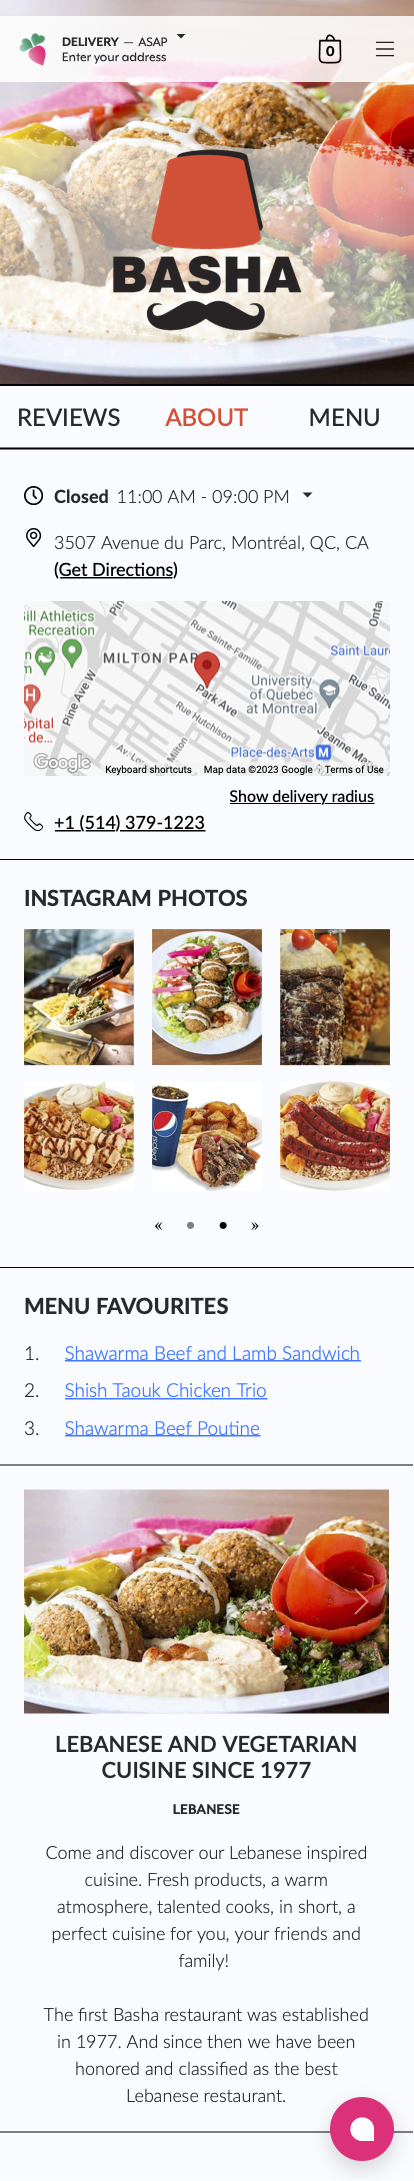 DELIVERY — ASAP
Enter your address
0
BASHA
REVIEWS ABOUT MENU
Closed 11:00 AM - 09:00 PM
3507 Avenue du Parc, Montréal, QC, CA
(Get Directions)
ill Athletics
Recreation
Pine Ave W
MILTON PAR
Rue Sainte-Famille
Park Ave
Rue Hutchison
Milton
Saint Laur
University
of Quebec
at Montreal
Rue Sain
Jeanne Ma
Place-des-Arts M
H
pital
de...
Google
Keyboard shortcuts Map data ©2023 Google Terms of Use
Show delivery radius
+1 (514) 379-1223
INSTAGRAM PHOTOS
pepsi
« »
MENU FAVOURITES
1. Shawarma Beef and Lamb Sandwich
2. Shish Taouk Chicken Trio
3. Shawarma Beef Poutine
LEBANESE AND VEGETARIAN
CUISINE SINCE 1977
LEBANESE
Come and discover our Lebanese inspired
cuisine. Fresh products, a warm
atmosphere, talented cooks, in short, a
perfect cuisine for you, your friends and
family!
The first Basha restaurant was established
in 1977. And since then we have been
honored and classified as the best
Lebanese restaurant.